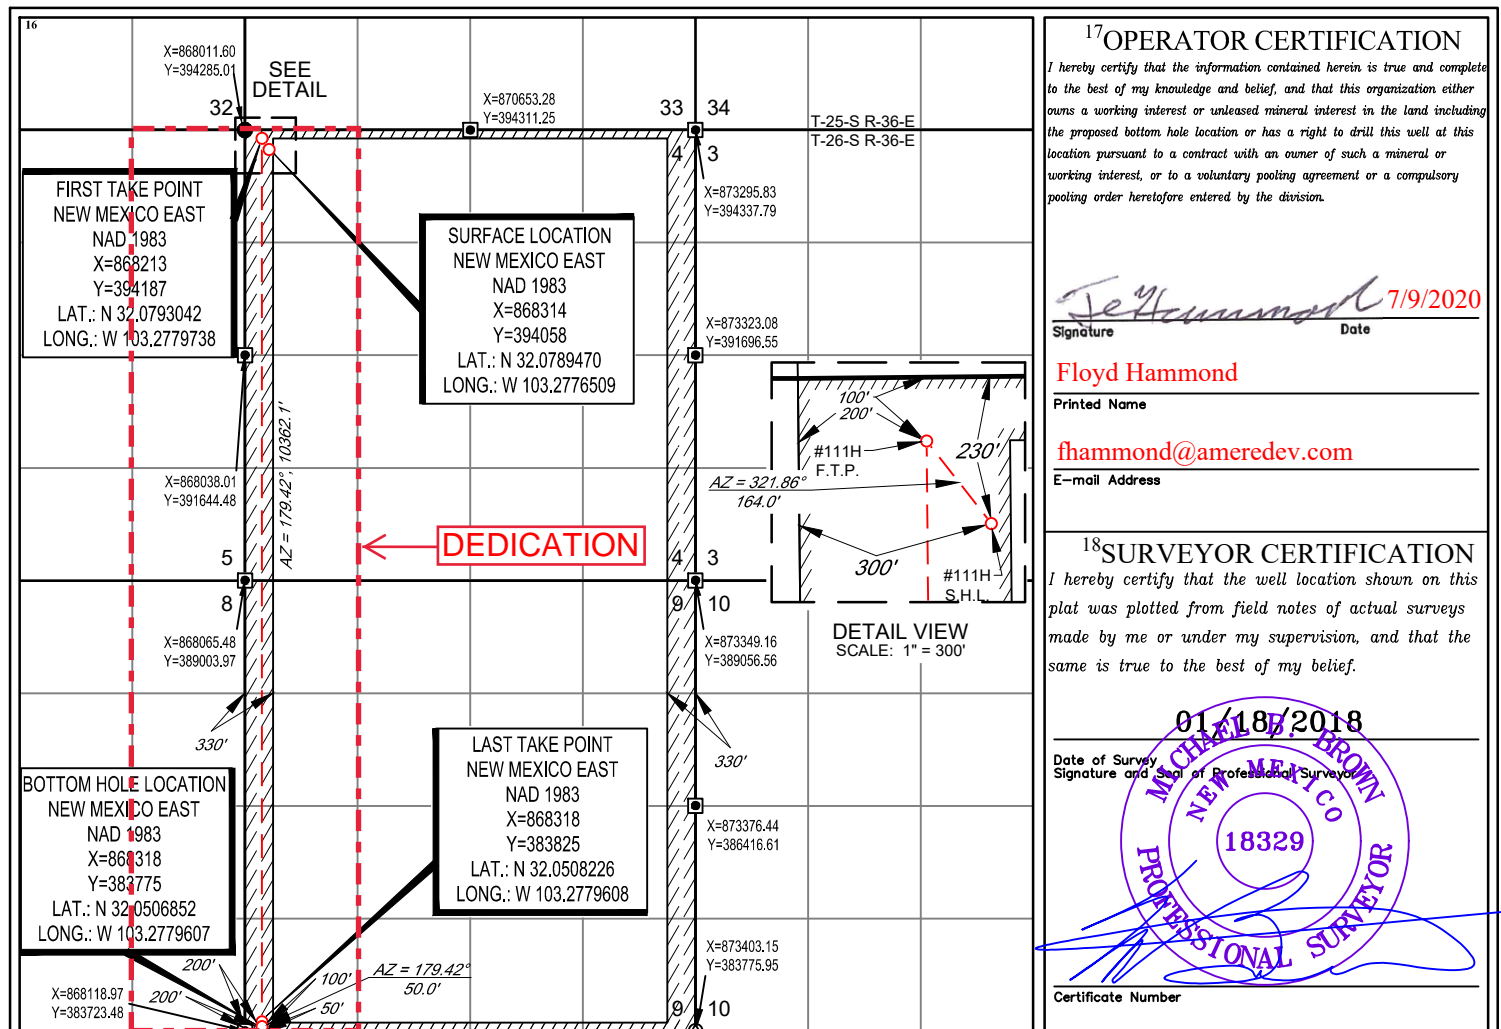 16
X=868011.60
Y=394285.01
SEE
DETAIL
32
X=870653.28
Y=394311.25
33 34
T-25-S R-36-E
T-26-S R-36-E
4 3
X=873295.83
Y=394337.79
FIRST TAKE POINT
NEW MEXICO EAST
NAD 1983
X=868213
Y=394187
LAT.: N 32.0793042
LONG.: W 103.2779738
SURFACE LOCATION
NEW MEXICO EAST
NAD 1983
X=868314
Y=394058
LAT.: N 32.0789470
LONG.: W 103.2776509
X=873323.08
Y=391696.55
AZ = 179.42°, 10362.1'
X=868038.01
Y=391644.48
100'
200'
#111H
F.T.P.
230'
AZ = 321.86°
164.0'
300'
#111H
S.H.L.
DETAIL VIEW
SCALE: 1" = 300'
DEDICATION
5
8
4 3
9 10
X=868065.48
Y=389003.97
X=873349.16
Y=389056.56
330'
330'
BOTTOM HOLE LOCATION
NEW MEXICO EAST
NAD 1983
X=868318
Y=383775
LAT.: N 32.0506852
LONG.: W 103.2779607
LAST TAKE POINT
NEW MEXICO EAST
NAD 1983
X=868318
Y=383825
LAT.: N 32.0508226
LONG.: W 103.2779608
X=873376.44
Y=386416.61
X=873403.15
Y=383775.95
200'
200'
100'
50'
AZ = 179.42°
50.0'
X=868118.97
Y=383723.48
9 10
17OPERATOR CERTIFICATION
I hereby certify that the information contained herein is true and complete
to the best of my knowledge and belief, and that this organization either
owns a working interest or unleased mineral interest in the land including
the proposed bottom hole location or has a right to drill this well at this
location pursuant to a contract with an owner of such a mineral or
working interest, or to a voluntary pooling agreement or a compulsory
pooling order heretofore entered by the division.
7/9/2020
Signature Date
Floyd Hammond
Printed Name
fhammond@ameredev.com
E-mail Address
18SURVEYOR CERTIFICATION
I hereby certify that the well location shown on this
plat was plotted from field notes of actual surveys
made by me or under my supervision, and that the
same is true to the best of my belief.
01/18/2018
Date of Survey
Signature and Seal of Professional Surveyor
MICHAEL B. BROWN
NEW MEXICO
18329
PROFESSIONAL SURVEYOR
Certificate Number